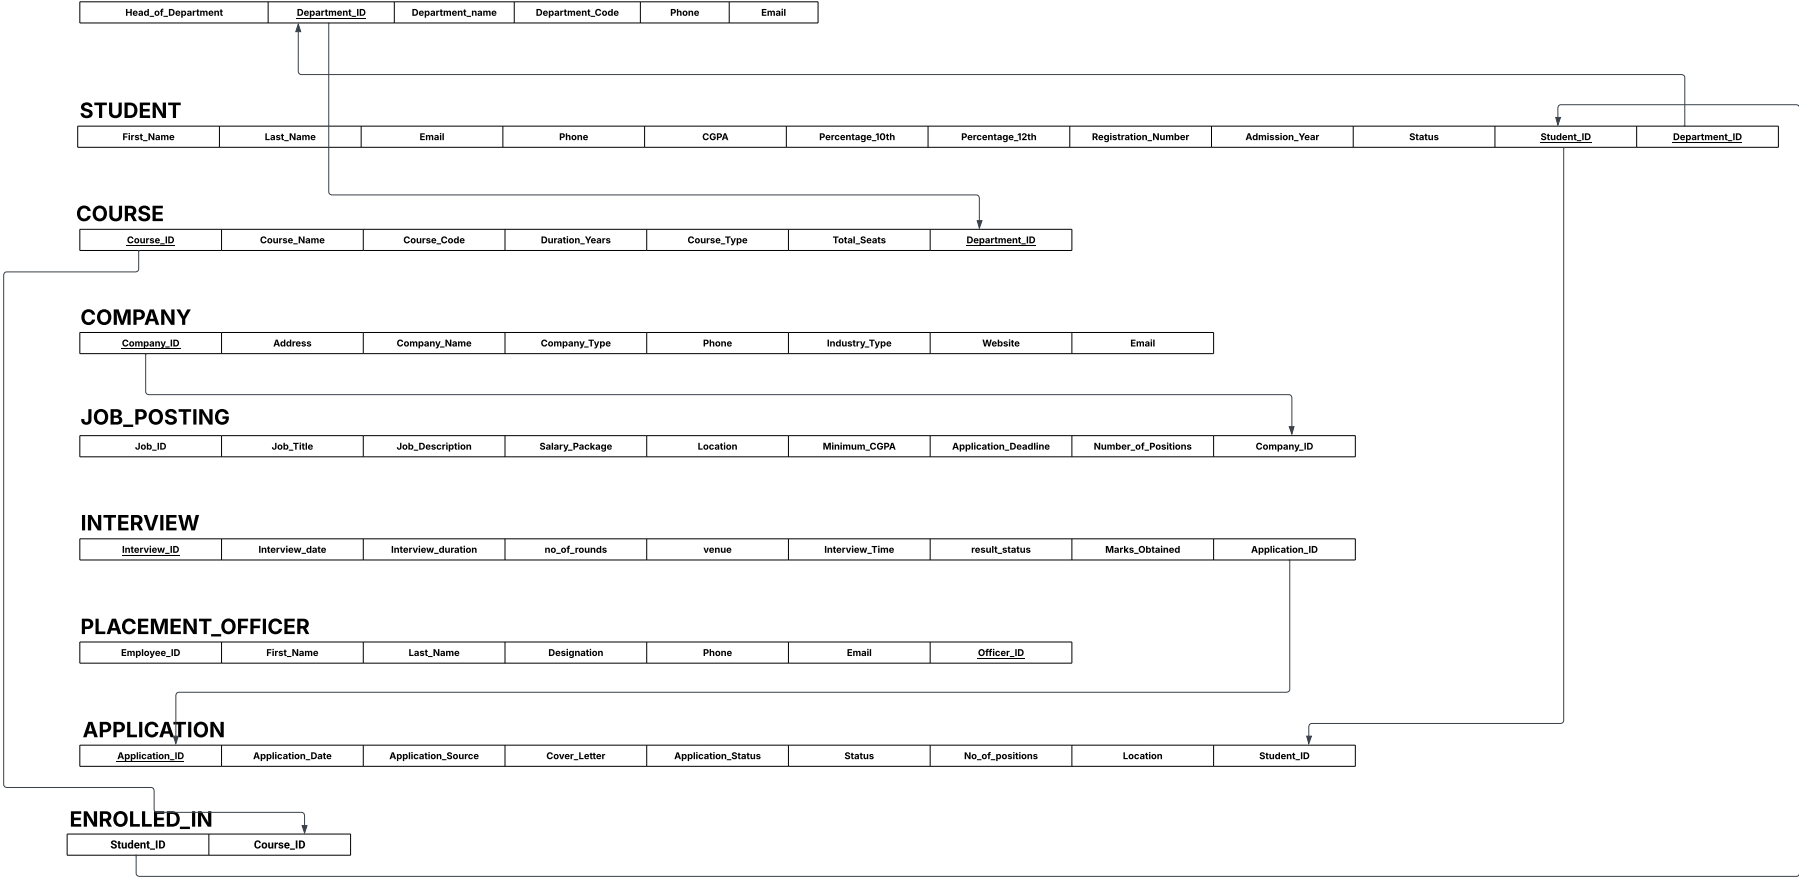 Head_of_Department Department_ID Department_name Department_Code Phone Email
STUDENT
First_Name Last_Name Email Phone CGPA Percentage_10th Percentage_12th Registration_Number Admission_Year Status Student_ID Department_ID
COURSE
Course_ID Course_Name Course_Code Duration_Years Course_Type Total_Seats Department_ID
COMPANY
Company_ID Address Company_Name Company_Type Phone Industry_Type Website Email
JOB_POSTING
Job_ID Job_Title Job_Description Salary_Package Location Minimum_CGPA Application_Deadline Number_of_Positions Company_ID
INTERVIEW
Interview_ID Interview_date Interview_duration no_of_rounds venue Interview_Time result_status Marks_Obtained Application_ID
PLACEMENT_OFFICER
Employee_ID First_Name Last_Name Designation Phone Email Officer_ID
APPLICATION
Application_ID Application_Date Application_Source Cover_Letter Application_Status Status No_of_positions Location Student_ID
ENROLLED_IN
Student_ID Course_ID